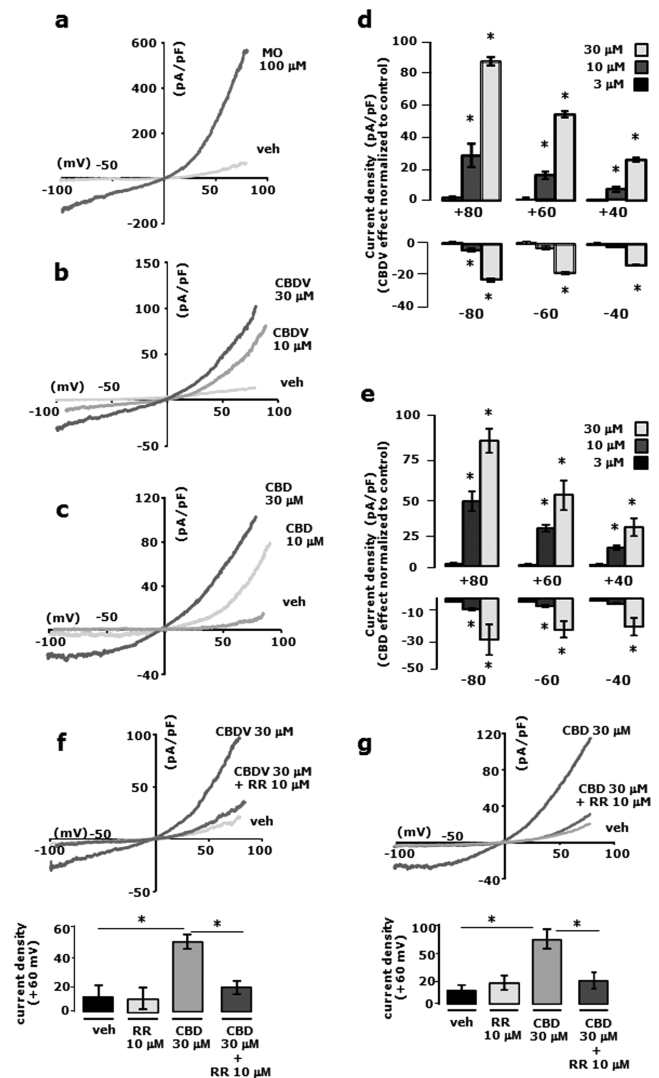 a
600
400
200
-200
(pA/pF)
MO
100 µM
veh
(mV) -50
-100
50
100
b
150
100
50
-50
(pA/pF)
CBDV
30 µM
CBDV
10 µM
veh
(mV) -50
-100
50
100
c
120
80
40
-40
(pA/pF)
CBD
30 µM
CBD
10 µM
veh
(mV) -50
-100
50
100
d
Current density (pA/pF)
(CBDV effect normalized to control)
100
80
60
40
20
0
30 µM
10 µM
3 µM
* * * * * *
+80 +60 +40
0
-20
-40
* * * *
-80 -60 -40
e
Current density (pA/pF)
(CBD effect normalized to control)
100
75
50
25
0
30 µM
10 µM
3 µM
* * * * * *
+80 +60 +40
-10
-30
-50
* * * * *
-80 -60 -40
f
100
50
-50
(pA/pF)
CBDV 30 µM
CBDV 30 µM
+ RR 10 µM
veh
(mV) -50
-100
50
100
current density
(+60 mV)
60
40
20
0
* *
veh
RR
10 µM
CBD
30 µM
CBD
30 µM
+
RR 10 µM
g
120
80
40
-40
(pA/pF)
CBD 30 µM
CBD 30 µM
+ RR 10 µM
veh
(mV) -50
-100
50
100
current density
(+60 mV)
100
60
20
0
* *
veh
RR
10 µM
CBD
30 µM
CBD
30 µM
+
RR 10 µM